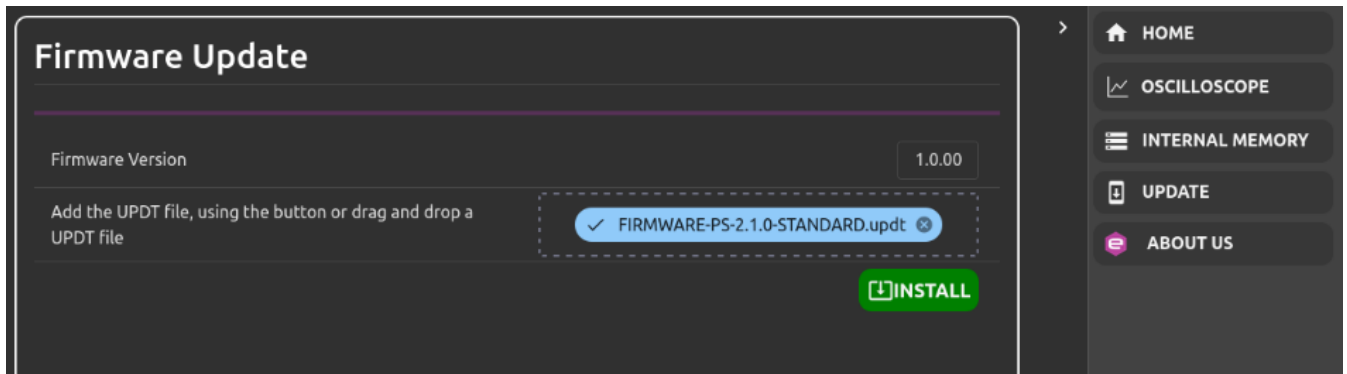 Firmware Update
Firmware Version
1.0.00
Add the UPDT file, using the button or drag and drop a
UPDT file
FIRMWARE-PS-2.1.0-STANDARD.updt
INSTALL
HOME
OSCILLOSCOPE
INTERNAL MEMORY
UPDATE
e
ABOUT US